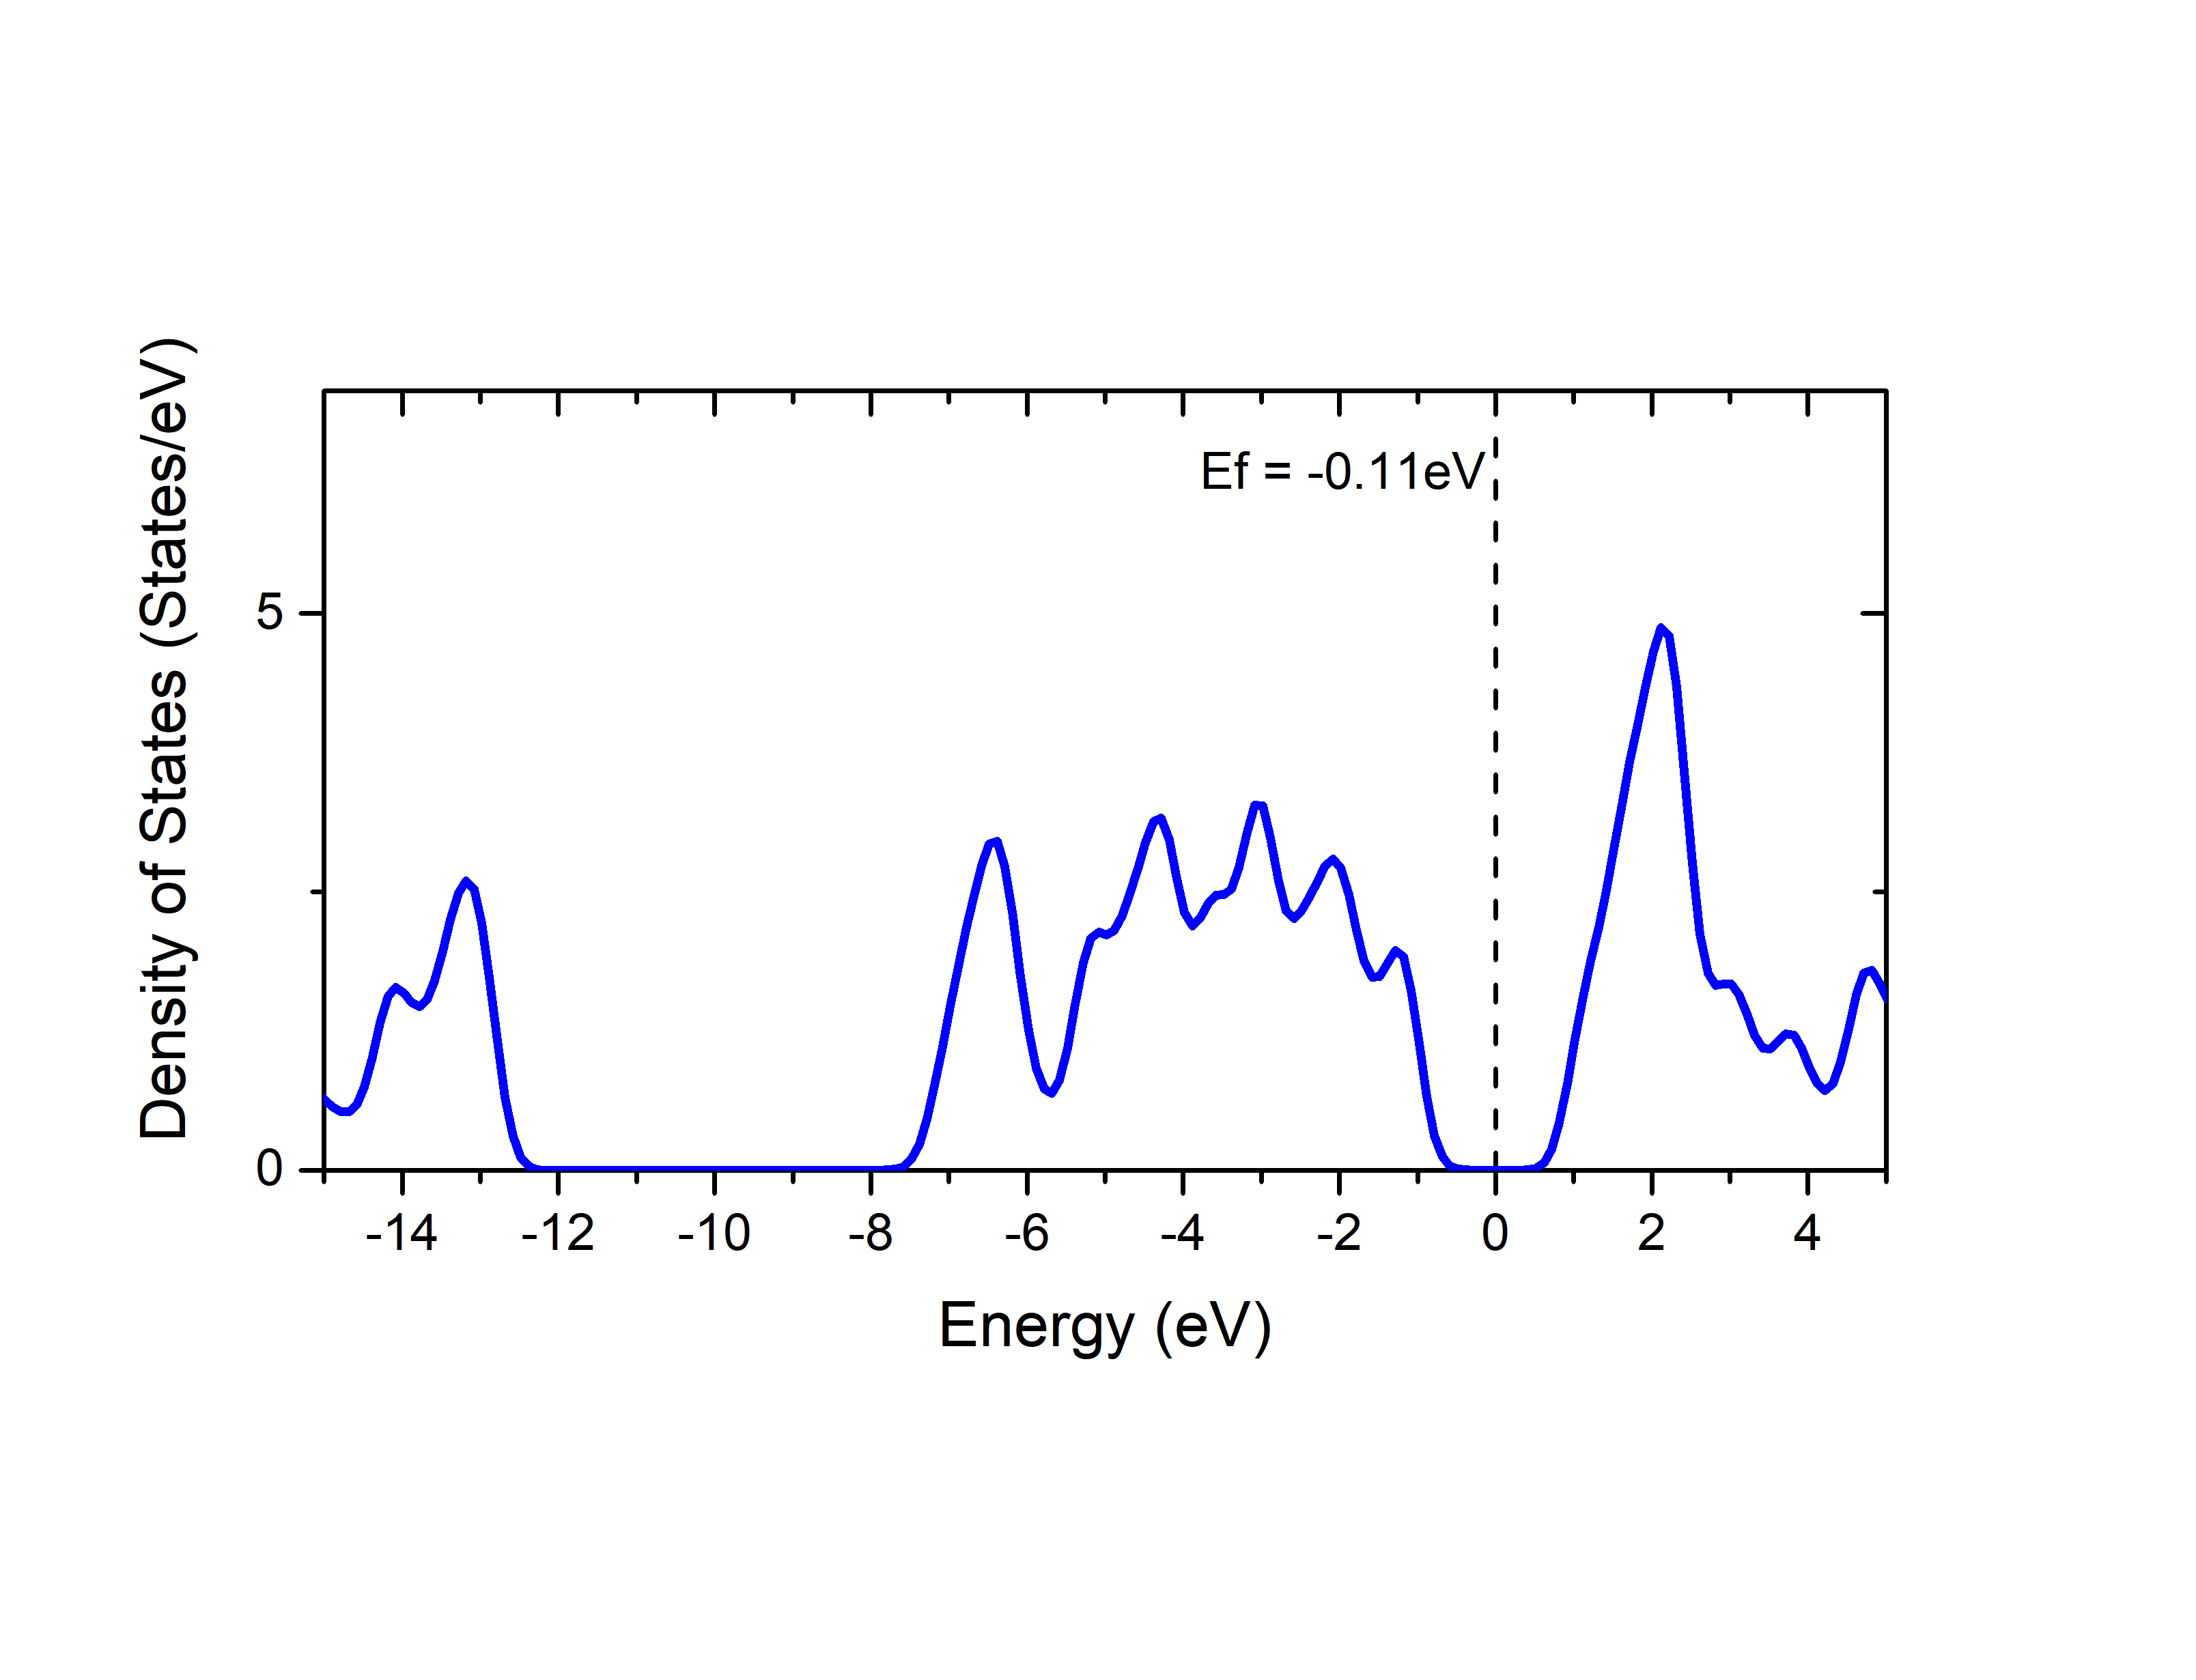 Density of States (States/eV)
5
0
Ef = -0.11eV
-14 -12 -10 -8 -6 -4 -2 0 2 4
Energy (eV)